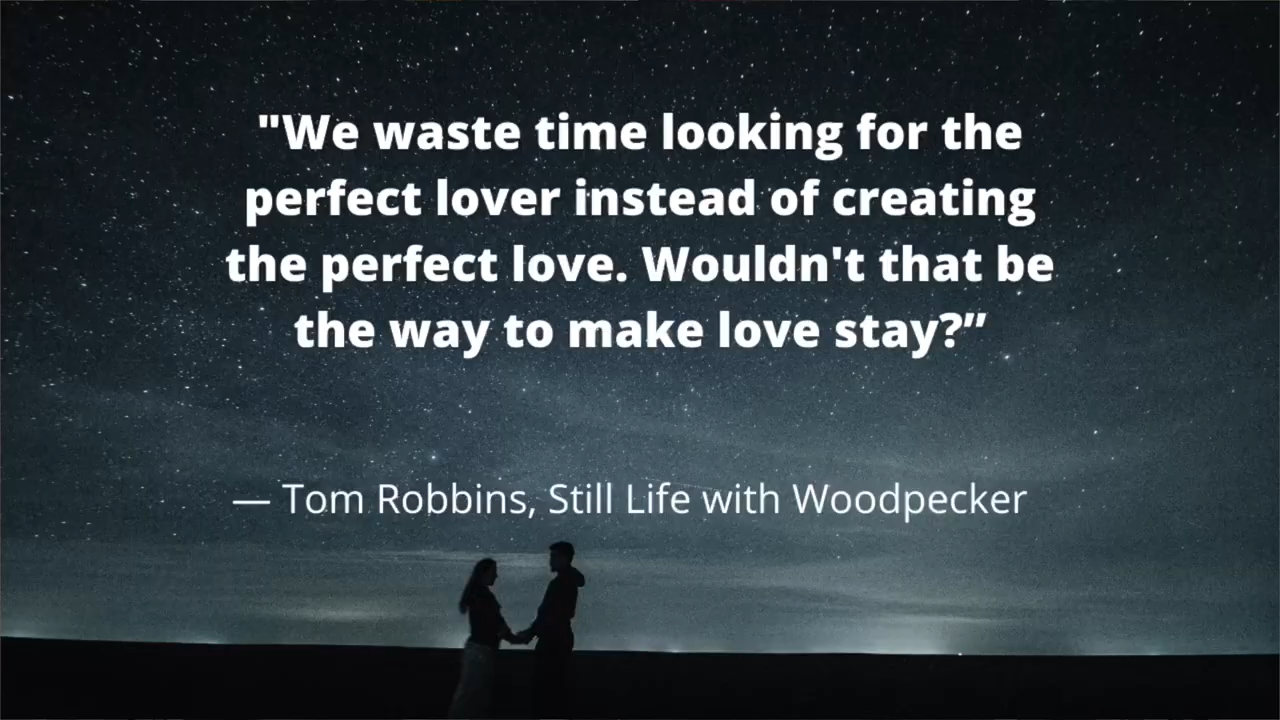 "We waste time looking for the
perfect lover instead of creating
the perfect love. Wouldn't that be
the way to make love stay?”
— Tom Robbins, Still Life with Woodpecker